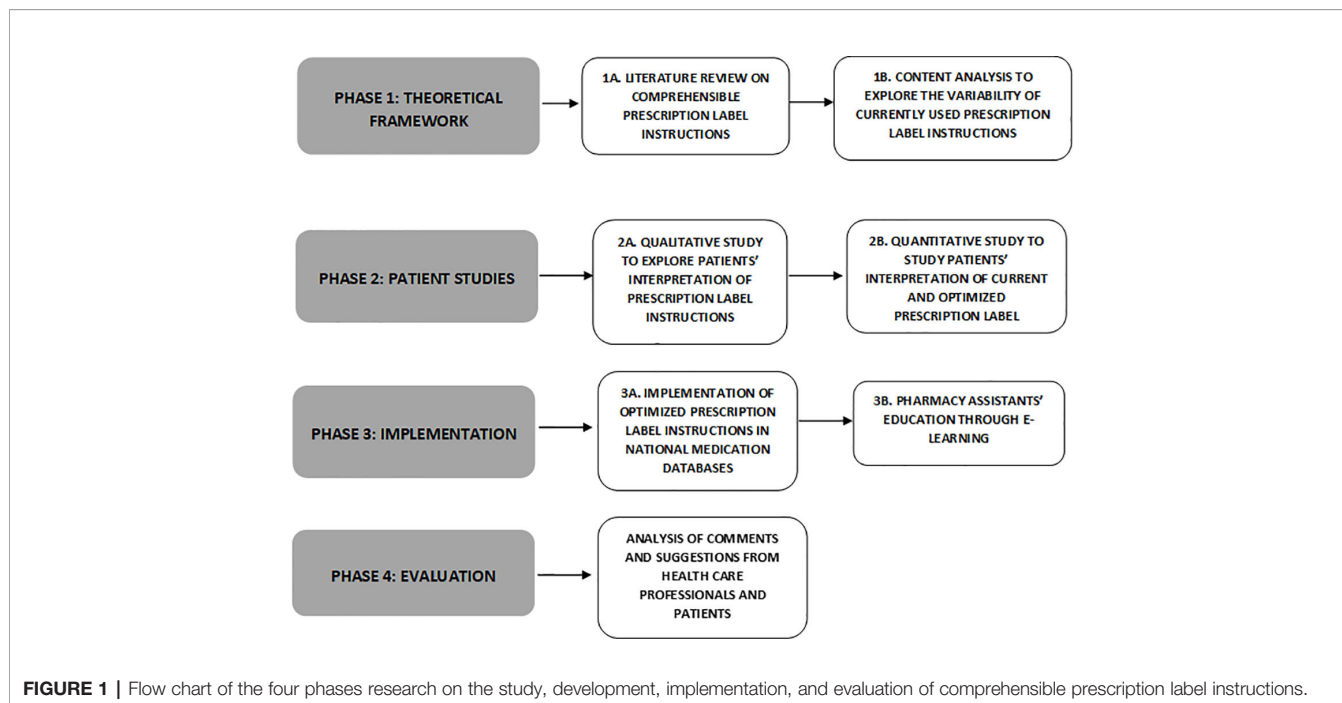 PHASE 1: THEORETICAL
FRAMEWORK
1A. LITERATURE REVIEW ON
COMPREHENSIBLE
PRESCRIPTION LABEL
INSTRUCTIONS
1B. CONTENT ANALYSIS TO
EXPLORE THE VARIABILITY OF
CURRENTLY USED PRESCRIPTION
LABEL INSTRUCTIONS
PHASE 2: PATIENT STUDIES
2A. QUALITATIVE STUDY
TO EXPLORE PATIENTS'
INTERPRETATION OF
PRESCRIPTION LABEL
INSTRUCTIONS
2B. QUANTITATIVE STUDY TO
STUDY PATIENTS'
INTERPRETATION OF CURRENT
AND OPTIMIZED
PRESCRIPTION LABEL
PHASE 3: IMPLEMENTATION
3A. IMPLEMENTATION OF
OPTIMIZED PRESCRIPTION
LABEL INSTRUCTIONS IN
NATIONAL MEDICATION
DATABASES
3B. PHARMACY ASSISTANTS'
EDUCATION THROUGH E-
LEARNING
PHASE 4: EVALUATION
ANALYSIS OF COMMENTS
AND SUGGESTIONS FROM
HEALTH CARE
PROFESSIONALS AND
PATIENTS
FIGURE 1 | Flow chart of the four phases research on the study, development, implementation, and evaluation of comprehensible prescription label instructions.